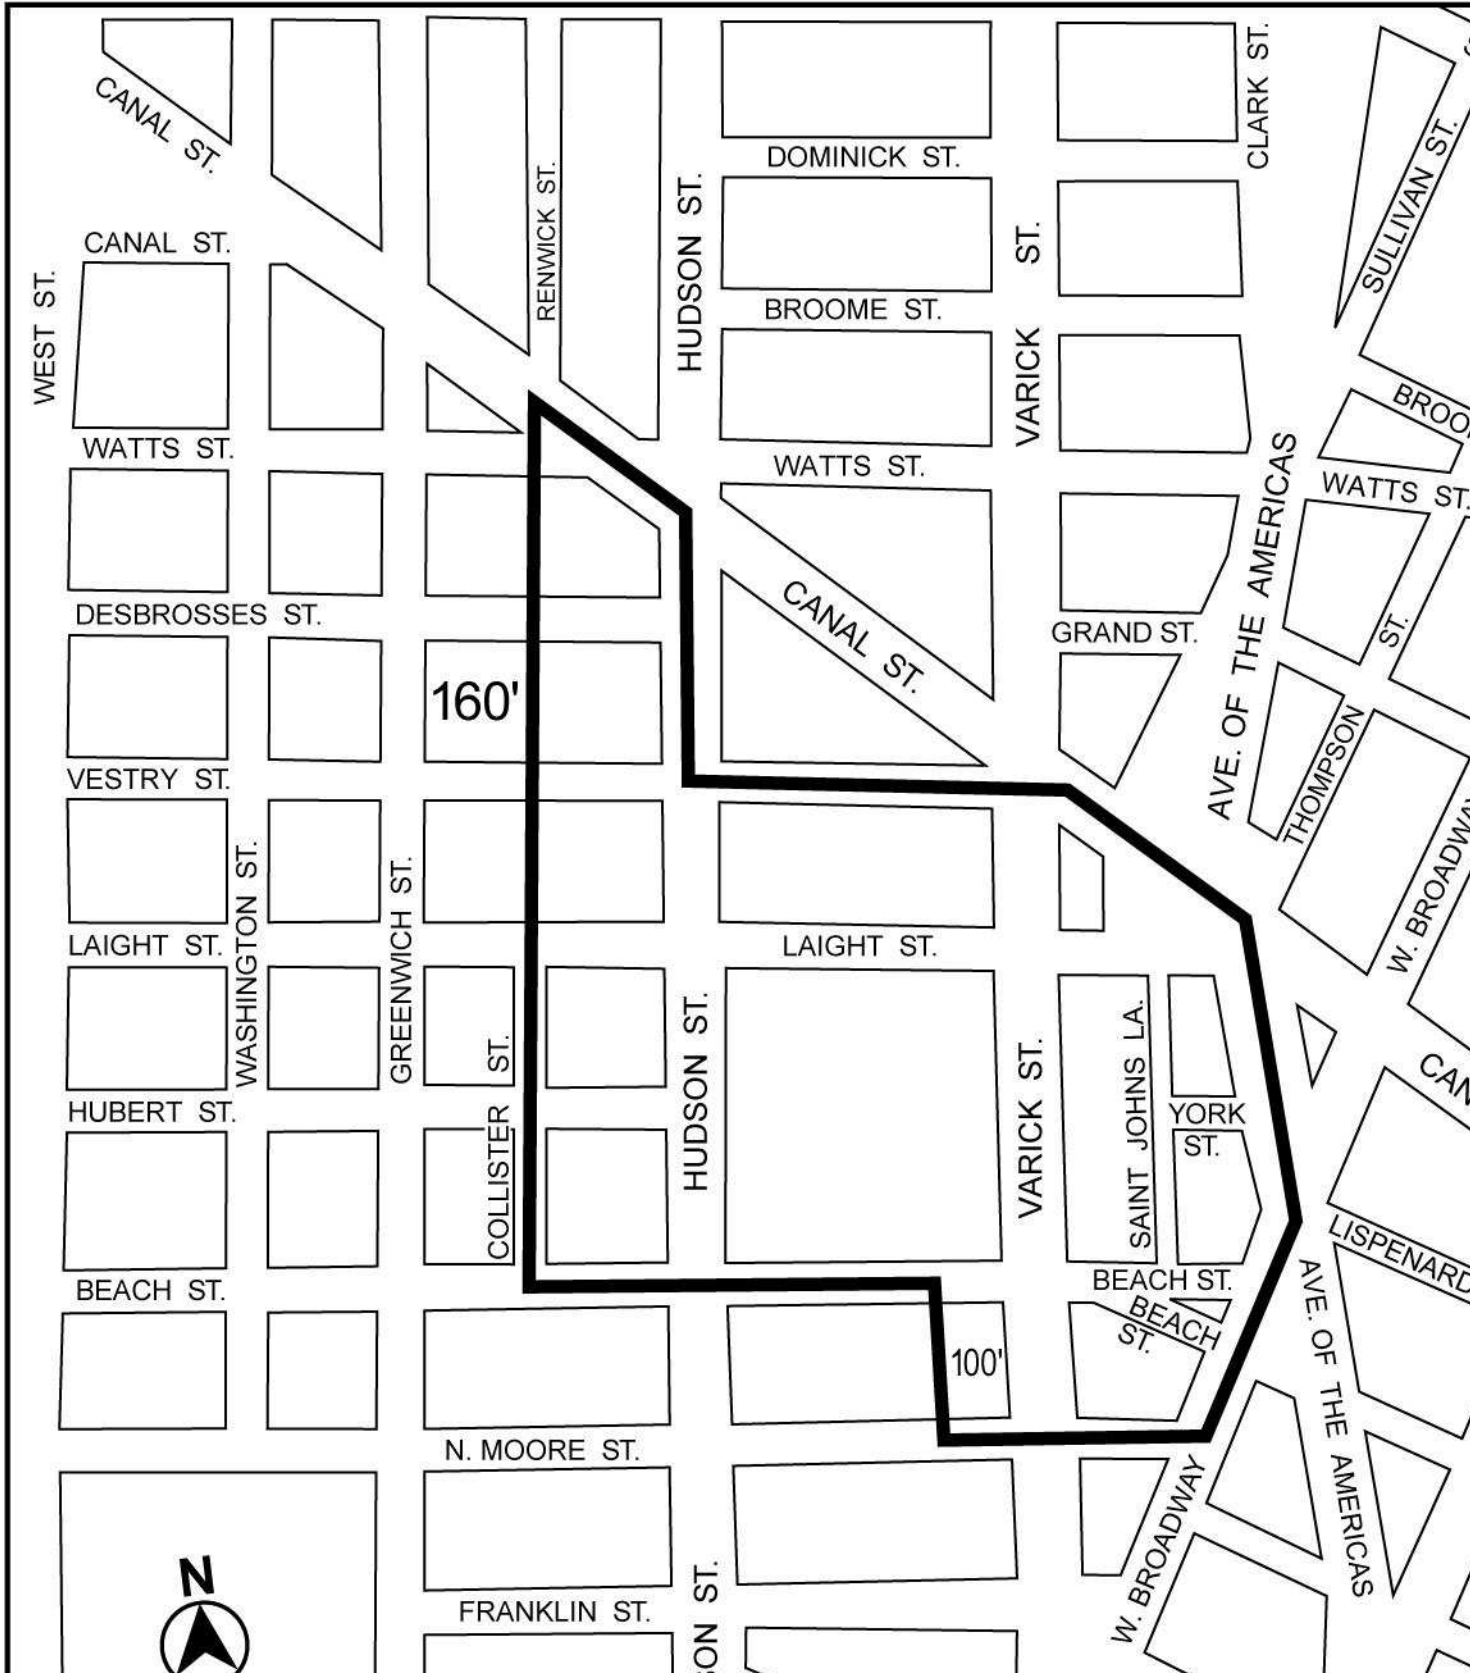 CLARK ST.
CANAL ST.
DOMINICK ST.
SULLIVAN ST.
RENWICK ST.
HUDSON ST.
CANAL ST.
VARICK ST.
WEST ST.
BROOME ST.
BROO
WATTS ST.
WATTS ST.
WATTS ST.
AVE. OF THE AMERICAS
CANAL ST.
DESBROSSES ST.
GRAND ST.
ST.
160'
THOMPSON
VESTRY ST.
W. BROADWAY
WASHINGTON ST.
GREENWICH ST.
LAIGHT ST.
LAIGHT ST.
HUDSON ST.
VARICK ST.
SAINT JOHNS LA.
CAN
COLLISTER ST.
HUBERT ST.
YORK
ST.
LISPENARD
BEACH ST.
BEACH ST.
BEACH
ST.
AVE. OF THE AMERICAS
100'
N. MOORE ST.
W. BROADWAY
N
FRANKLIN ST.
SON ST.